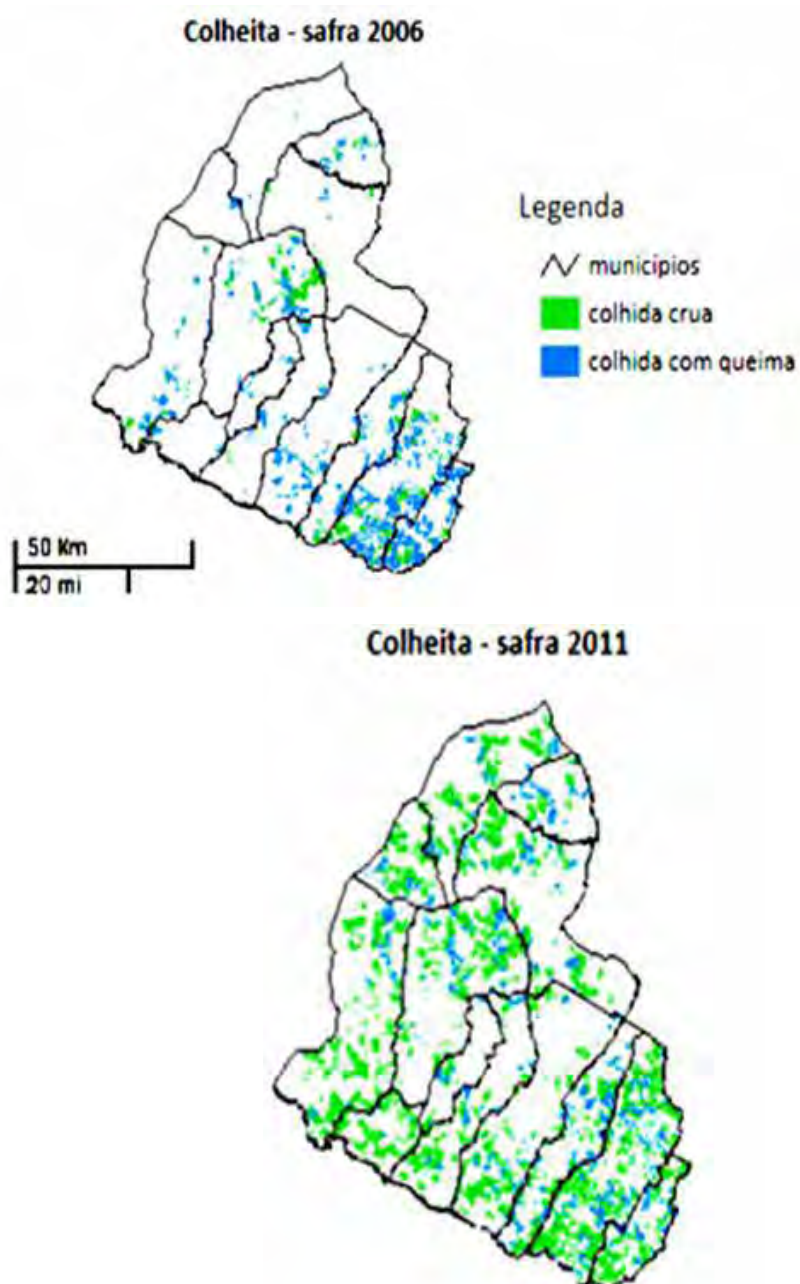 Colheita - safra 2006
Legenda
municípios
colhida crua
colhida com queima
50 Km
20 mi
Colheita - safra 2011